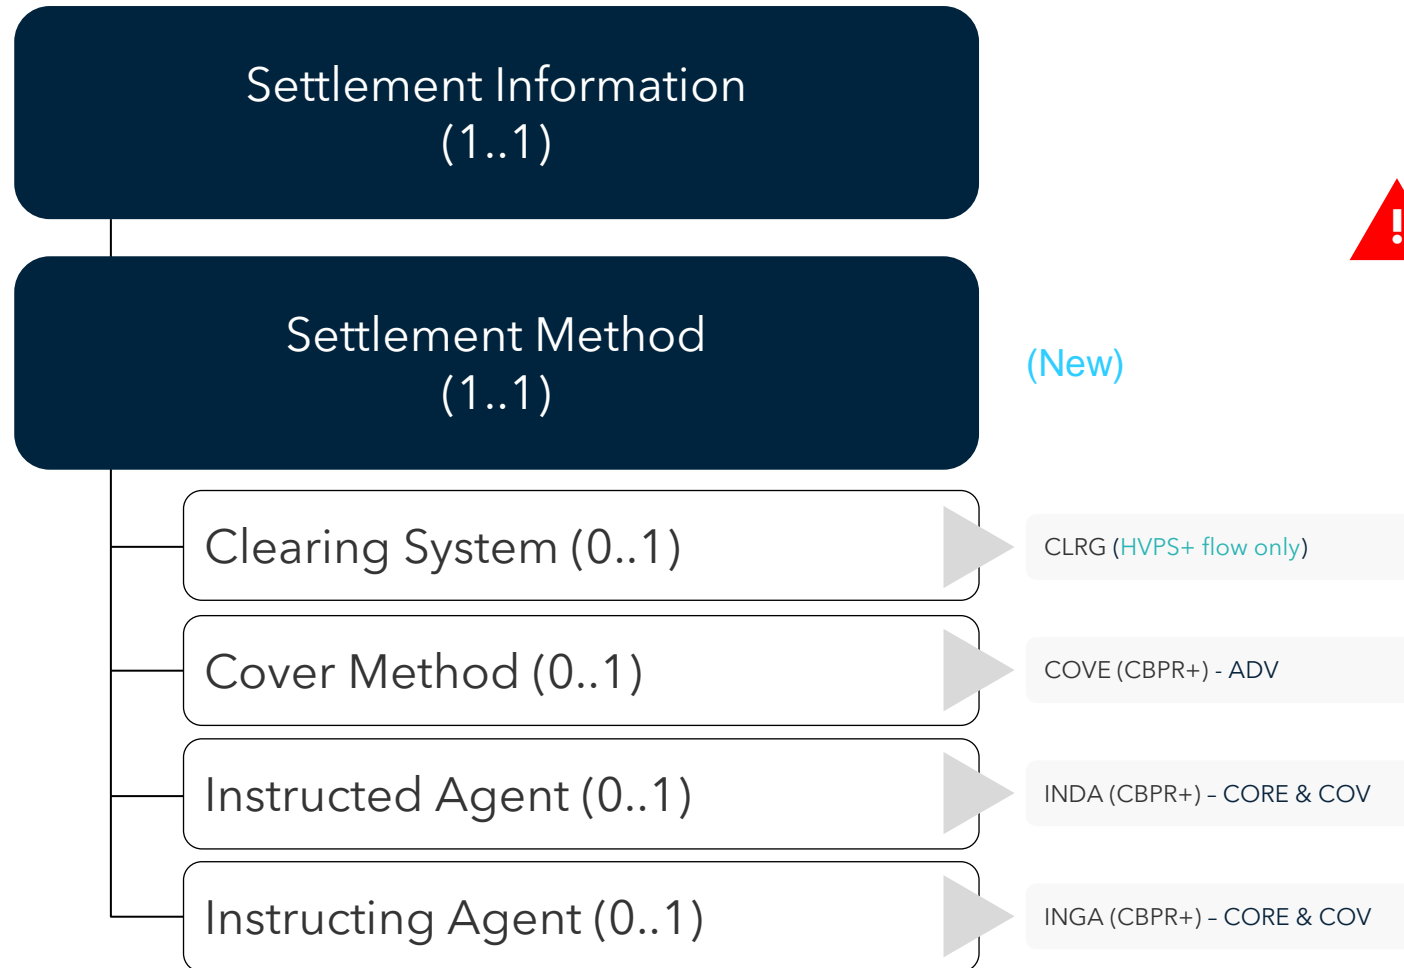 Settlement Information
(1..1)
!
Settlement Method
(1..1)
(New)
Clearing System (0..1)
CLRG (HVPS+ flow only)
Cover Method (0..1)
COVE (CBPR+) - ADV
Instructed Agent (0..1)
INDA (CBPR+) – CORE & COV
Instructing Agent (0..1)
INGA (CBPR+) – CORE & COV